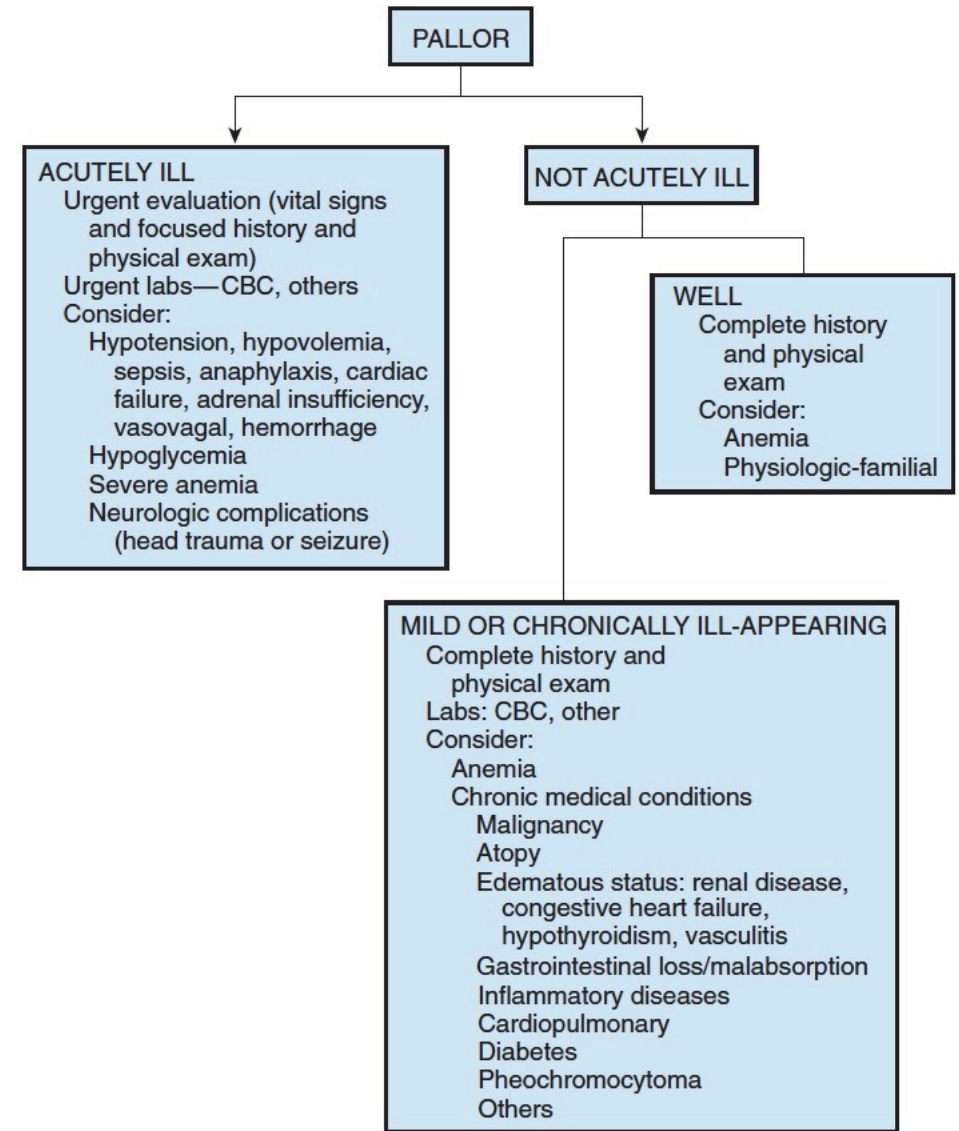 PALLOR
ACUTELY ILL
Urgent evaluation (vital signs
and focused history and
physical exam)
Urgent labs—CBC, others
Consider:
Hypotension, hypovolemia,
sepsis, anaphylaxis, cardiac
failure, adrenal insufficiency,
vasovagal, hemorrhage
Hypoglycemia
Severe anemia
Neurologic complications
(head trauma or seizure)
NOT ACUTELY ILL
WELL
Complete history
and physical
exam
Consider:
Anemia
Physiologic-familial
MILD OR CHRONICALLY ILL-APPEARING
Complete history and
physical exam
Labs: CBC, other
Consider:
Anemia
Chronic medical conditions
Malignancy
Atopy
Edematous status: renal disease,
congestive heart failure,
hypothyroidism, vasculitis
Gastrointestinal loss/malabsorption
Inflammatory diseases
Cardiopulmonary
Diabetes
Pheochromocytoma
Others